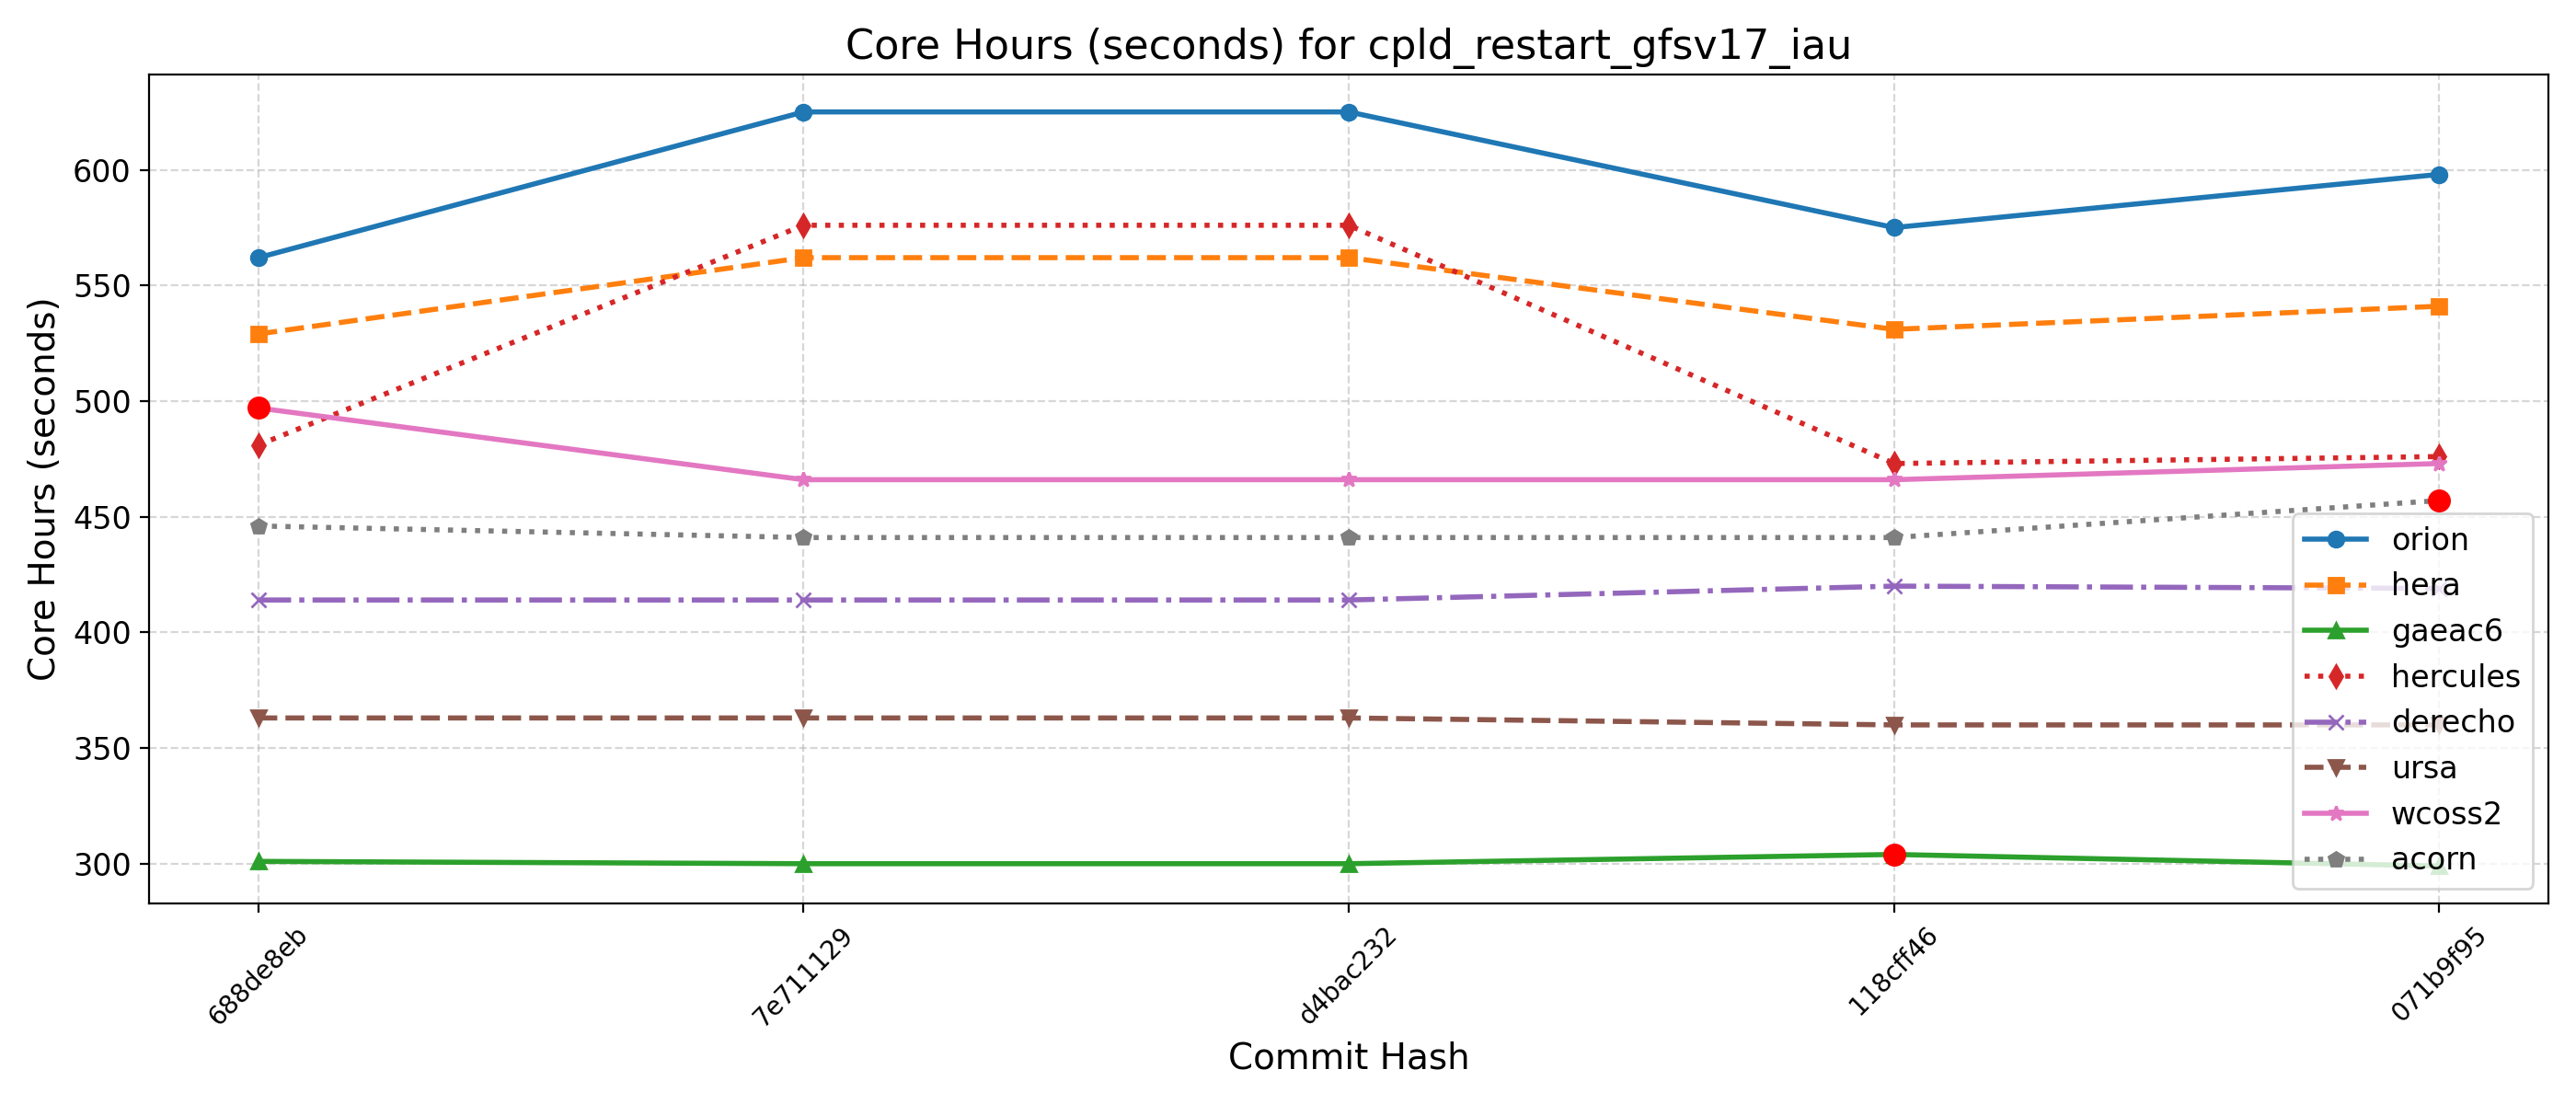 Core Hours (seconds) for cpld_restart_gfsv17_iau
Core Hours (seconds)
600
550
500
450
400
350
300
orion
hera
gaeac6
hercules
derecho
ursa
wcoss2
acorn
688de8eb
7e711129
d4bac232
118cff46
071b9f95
Commit Hash